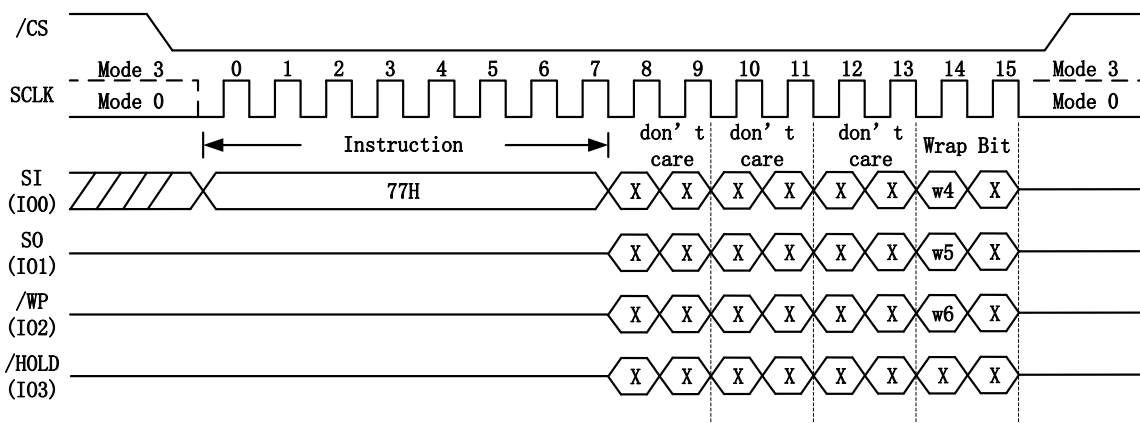 /CS
Mode 3 0 1 2 3 4 5 6 7 8 9 10 11 12 13 14 15 Mode 3
SCLK
Mode 0 Mode 0
Instruction don't care don't care don't care Wrap Bit
SI 77H X X X X X X w4 X
(IO0)
SO X X X X X X w5 X
(IO1)
/WP X X X X X X w6 X
(IO2)
/HOLD X X X X X X X X
(IO3)